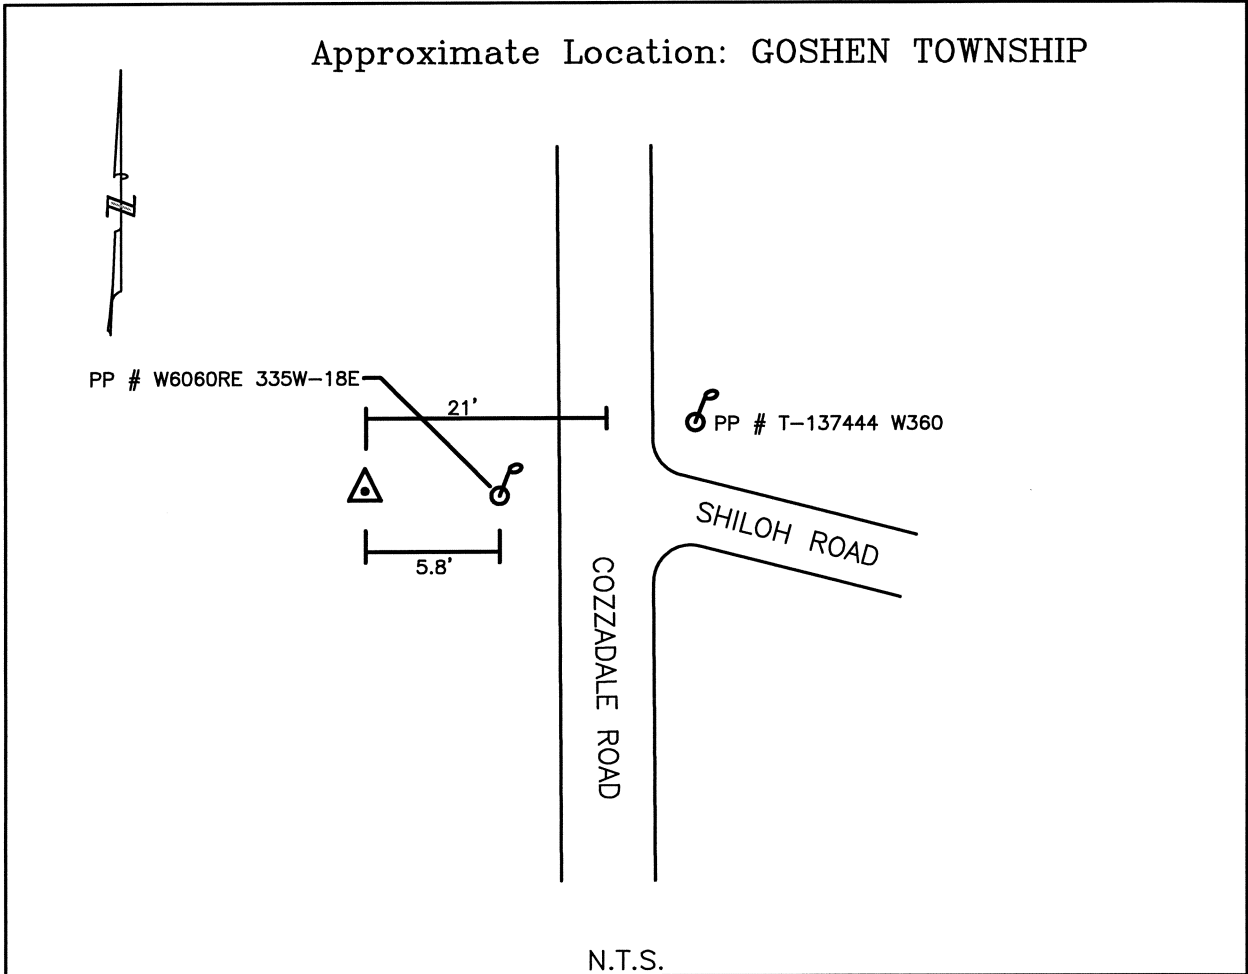 Approximate Location: GOSHEN TOWNSHIP
N
PP # W6060RE 335W-18E
21'
PP # T-137444 W360
SHILOH ROAD
5.8'
COZZADALE ROAD
N.T.S.